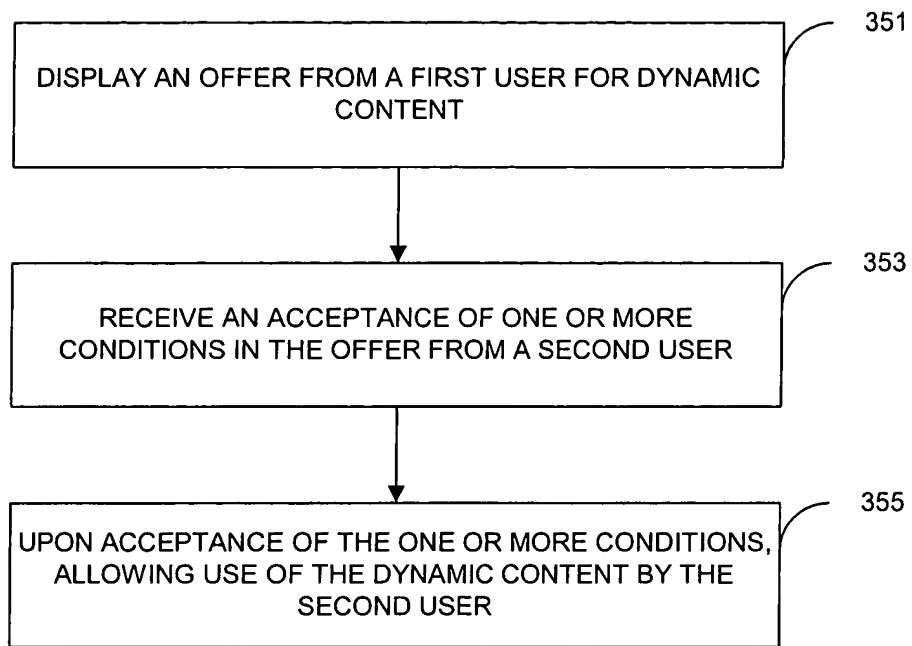 351
DISPLAY AN OFFER FROM A FIRST USER FOR DYNAMIC
CONTENT
353
RECEIVE AN ACCEPTANCE OF ONE OR MORE
CONDITIONS IN THE OFFER FROM A SECOND USER
355
UPON ACCEPTANCE OF THE ONE OR MORE CONDITIONS,
ALLOWING USE OF THE DYNAMIC CONTENT BY THE
SECOND USER